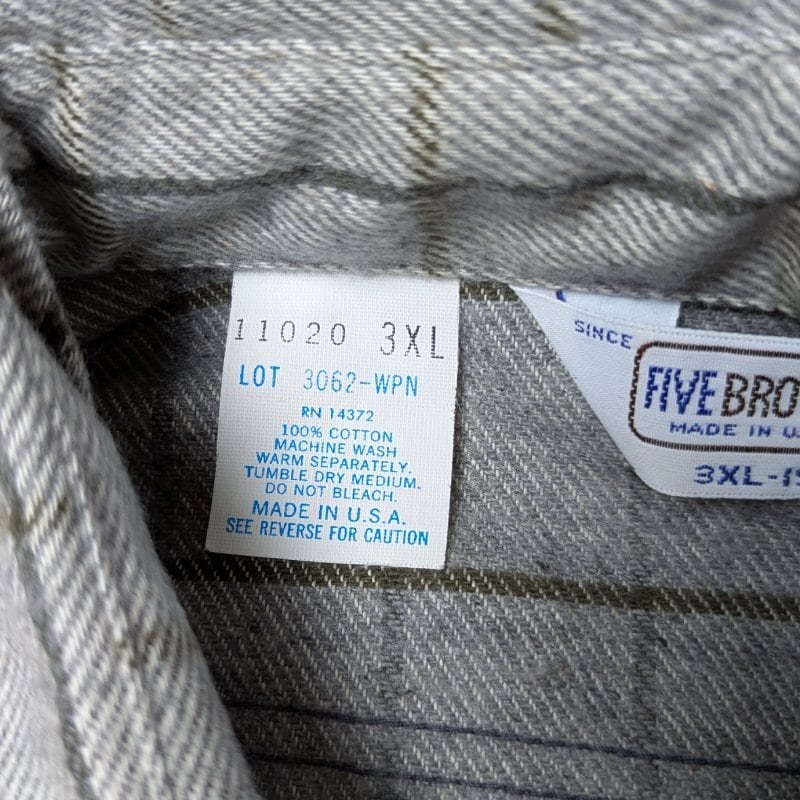 11020 3XL
LOT 3062-WPN
RN 14372
100% COTTON
MACHINE WASH
WARM SEPARATELY.
TUMBLE DRY MEDIUM.
DO NOT BLEACH.
MADE IN U.S.A.
SEE REVERSE FOR CAUTION
SINCE
FIVE BRO
MADE IN U.
3XL-